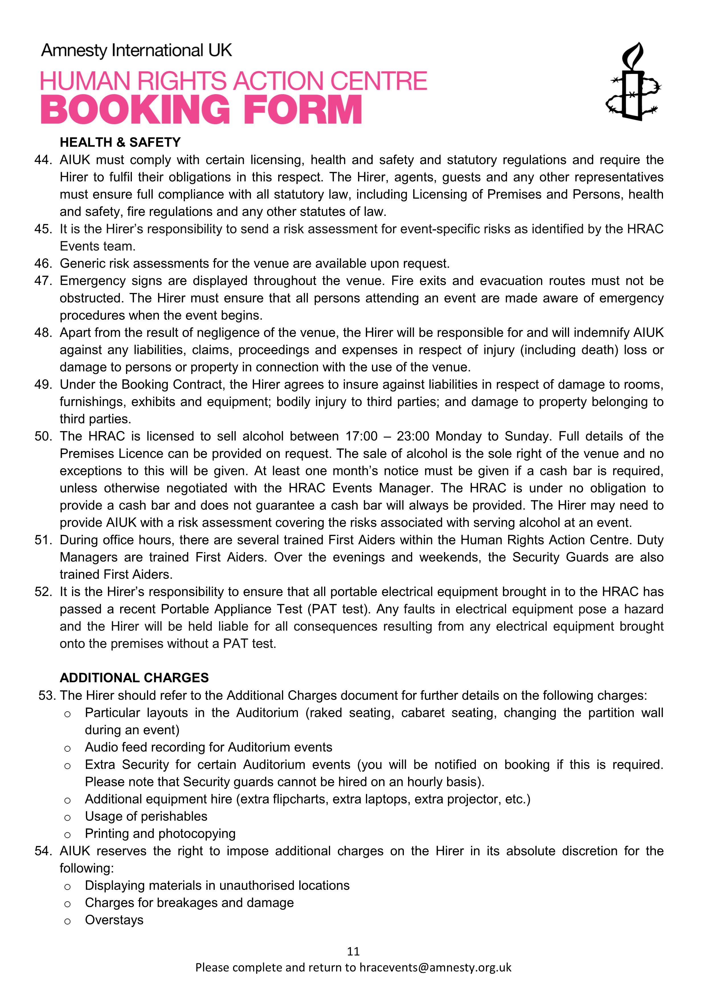 Amnesty International UK
HUMAN RIGHTS ACTION CENTRE
BOOKING FORM
HEALTH & SAFETY
44. AIUK must comply with certain licensing, health and safety and statutory regulations and require the
Hirer to fulfil their obligations in this respect. The Hirer, agents, guests and any other representatives
must ensure full compliance with all statutory law, including Licensing of Premises and Persons, health
and safety, fire regulations and any other statutes of law.
45. It is the Hirer’s responsibility to send a risk assessment for event-specific risks as identified by the HRAC
Events team.
46. Generic risk assessments for the venue are available upon request.
47. Emergency signs are displayed throughout the venue. Fire exits and evacuation routes must not be
obstructed. The Hirer must ensure that all persons attending an event are made aware of emergency
procedures when the event begins.
48. Apart from the result of negligence of the venue, the Hirer will be responsible for and will indemnify AIUK
against any liabilities, claims, proceedings and expenses in respect of injury (including death) loss or
damage to persons or property in connection with the use of the venue.
49. Under the Booking Contract, the Hirer agrees to insure against liabilities in respect of damage to rooms,
furnishings, exhibits and equipment; bodily injury to third parties; and damage to property belonging to
third parties.
50. The HRAC is licensed to sell alcohol between 17:00 – 23:00 Monday to Sunday. Full details of the
Premises Licence can be provided on request. The sale of alcohol is the sole right of the venue and no
exceptions to this will be given. At least one month’s notice must be given if a cash bar is required,
unless otherwise negotiated with the HRAC Events Manager. The HRAC is under no obligation to
provide a cash bar and does not guarantee a cash bar will always be provided. The Hirer may need to
provide AIUK with a risk assessment covering the risks associated with serving alcohol at an event.
51. During office hours, there are several trained First Aiders within the Human Rights Action Centre. Duty
Managers are trained First Aiders. Over the evenings and weekends, the Security Guards are also
trained First Aiders.
52. It is the Hirer’s responsibility to ensure that all portable electrical equipment brought in to the HRAC has
passed a recent Portable Appliance Test (PAT test). Any faults in electrical equipment pose a hazard
and the Hirer will be held liable for all consequences resulting from any electrical equipment brought
onto the premises without a PAT test.
ADDITIONAL CHARGES
53. The Hirer should refer to the Additional Charges document for further details on the following charges:
o Particular layouts in the Auditorium (raked seating, cabaret seating, changing the partition wall
during an event)
o Audio feed recording for Auditorium events
o Extra Security for certain Auditorium events (you will be notified on booking if this is required.
Please note that Security guards cannot be hired on an hourly basis).
o Additional equipment hire (extra flipcharts, extra laptops, extra projector, etc.)
o Usage of perishables
o Printing and photocopying
54. AIUK reserves the right to impose additional charges on the Hirer in its absolute discretion for the
following:
o Displaying materials in unauthorised locations
o Charges for breakages and damage
o Overstays
11
Please complete and return to hracevents@amnesty.org.uk